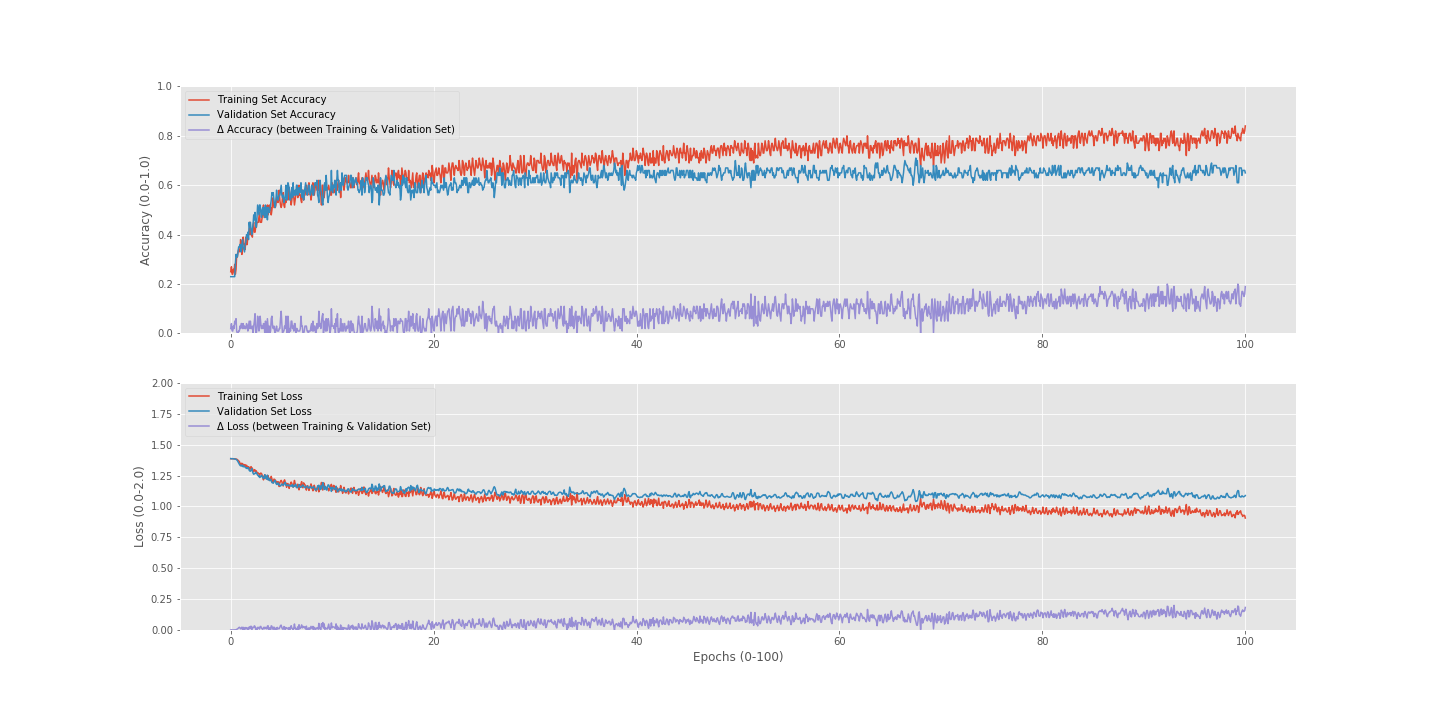 1.0
0.8
0.6
0.4
0.2
0.0
Accuracy (0.0-1.0)
Training Set Accuracy
Validation Set Accuracy
Δ Accuracy (between Training & Validation Set)
0 20 40 60 80 100
2.00
1.75
1.50
1.25
1.00
0.75
0.50
0.25
0.00
Loss (0.0-2.0)
Training Set Loss
Validation Set Loss
Δ Loss (between Training & Validation Set)
0 20 40 60 80 100
Epochs (0-100)